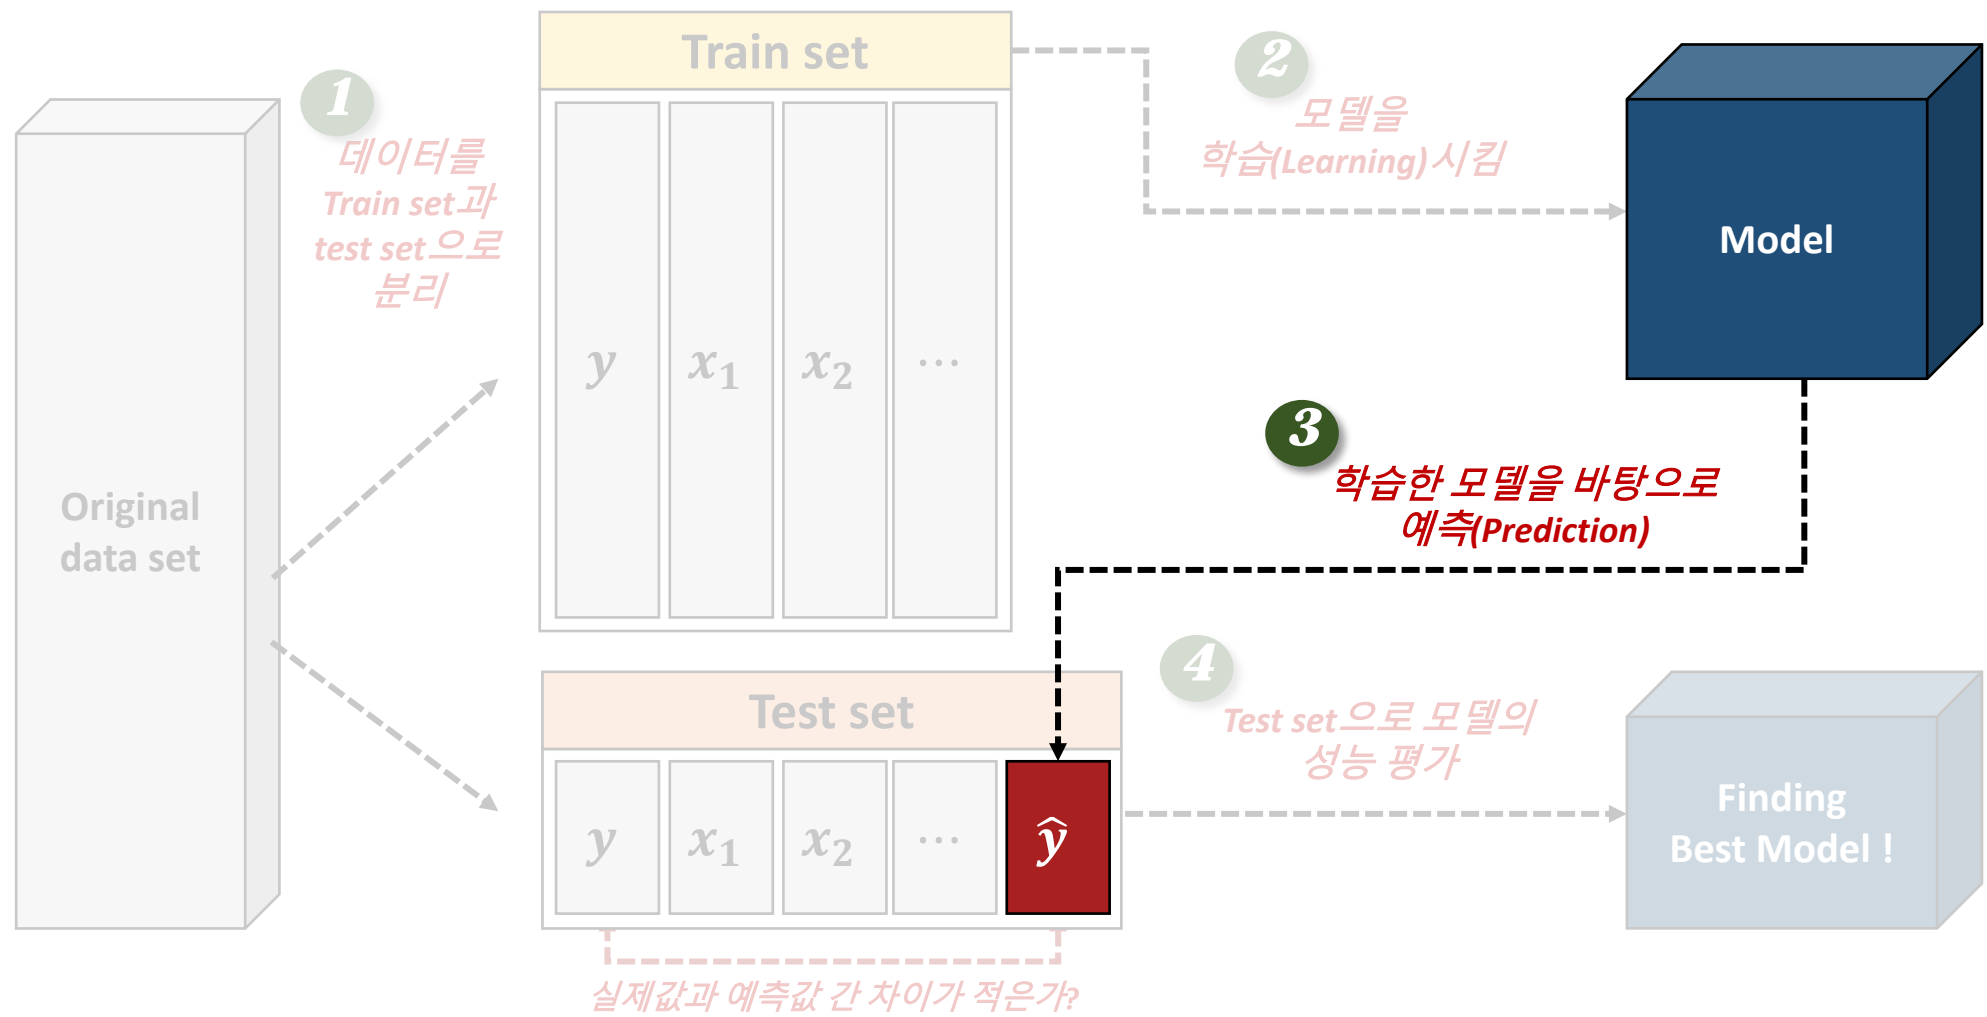 1
데이터를
Train set과
test set으로
분리
Original
data set
Train set
y x₁ x₂ ⋯
2
모델을
학습(Learning)시킴
Model
3
학습한 모델을 바탕으로
예측(Prediction)
Test set
y x₁ x₂ ⋯ ŷ
실제값과 예측값 간 차이가 적은가?
4
Test set으로 모델의
성능 평가
Finding
Best Model !